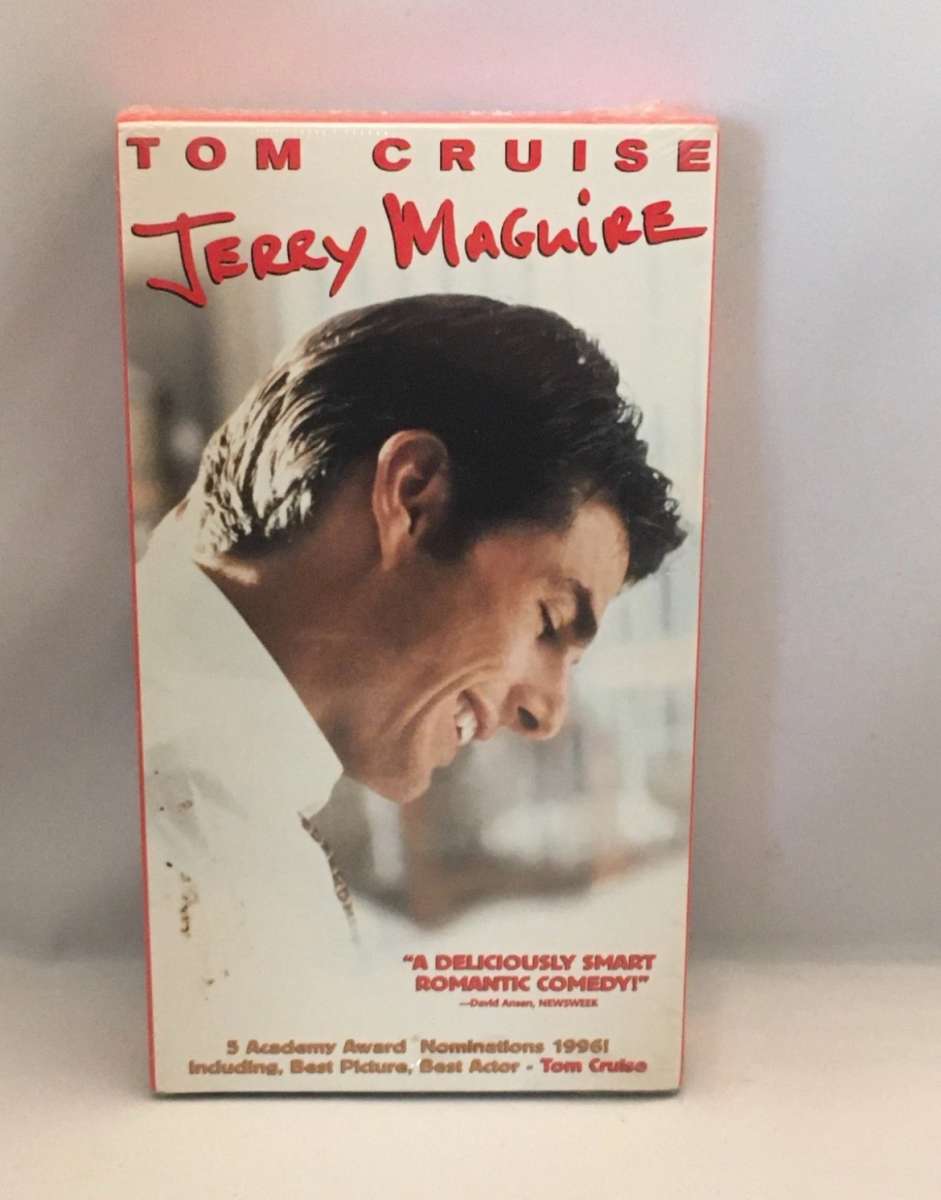 TOM CRUISE
JERRY MAGUIRE
"A DELICIOUSLY SMART
ROMANTIC COMEDY!"
—David Ansen, NEWSWEEK
5 Academy Award Nominations 1996!
Including, Best Picture, Best Actor - Tom Cruise